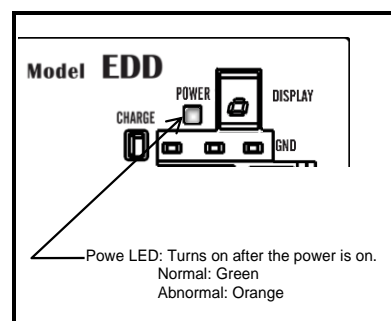 Model EDD
POWER
DISPLAY
CHARGE
GND
Powe LED: Turns on after the power is on.
Normal: Green
Abnormal: Orange